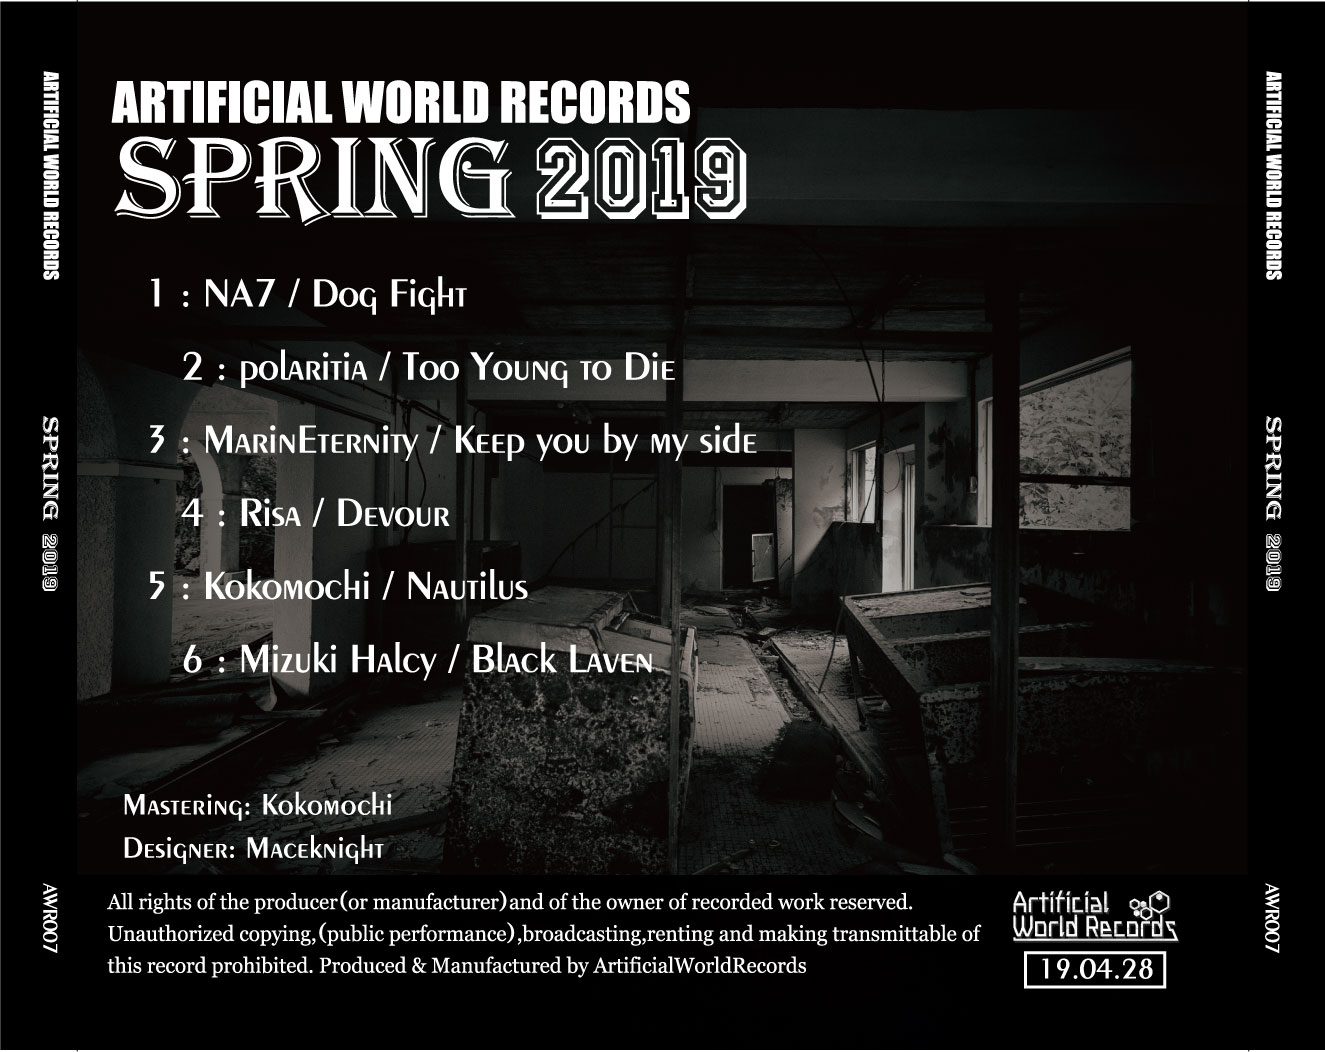 ARTIFICIAL WORLD RECORDS
SPRING 2019
AWR007
ARTIFICIAL WORLD RECORDS
SPRING 2019
1 : NA7 / Dog Fight
2 : polaritia / Too Young to Die
3 : MarinEternity / Keep you by my side
4 : Risa / Devour
5 : Kokomochi / Nautilus
6 : Mizuki Halcy / Black Laven
Mastering: Kokomochi
Designer: Maceknight
All rights of the producer(or manufacturer)and of the owner of recorded work reserved.
Unauthorized copying,(public performance),broadcasting,renting and making transmittable of
this record prohibited. Produced & Manufactured by ArtificialWorldRecords
Artificial
World Records
19.04.28
ARTIFICIAL WORLD RECORDS
SPRING 2019
AWR007